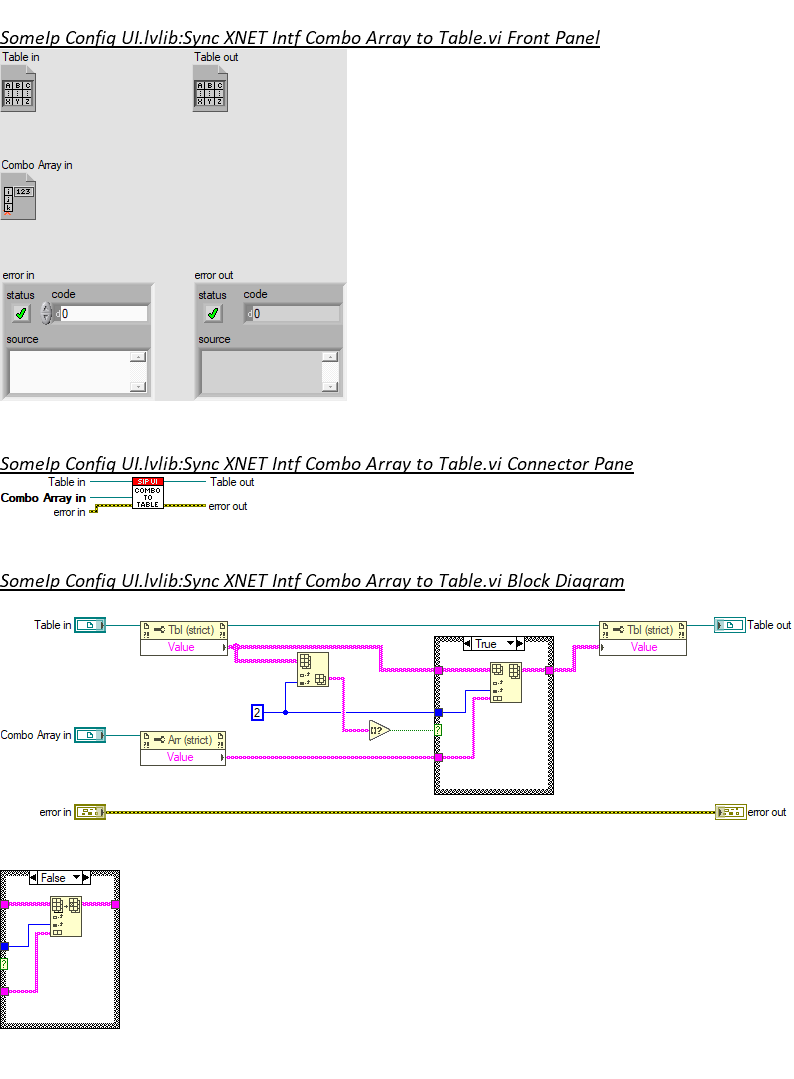 SomeIp Config UI.lvlib:Sync XNET Intf Combo Array to Table.vi Front Panel
Table in
Table out
A B C
X Y Z
A B C
X Y Z
Combo Array in
i
j
k
123
error in
error out
status
code
status
code
d0
d0
source
source
SomeIp Config UI.lvlib:Sync XNET Intf Combo Array to Table.vi Connector Pane
Table in
SIP UI
Table out
Combo Array in
COMBO
TO
TABLE
error in
error out
SomeIp Config UI.lvlib:Sync XNET Intf Combo Array to Table.vi Block Diagram
Table in
Tbl (strict)
Tbl (strict)
Table out
Value
True
Value
2
[]?
?
Combo Array in
Arr (strict)
Value
error in
error out
False
?